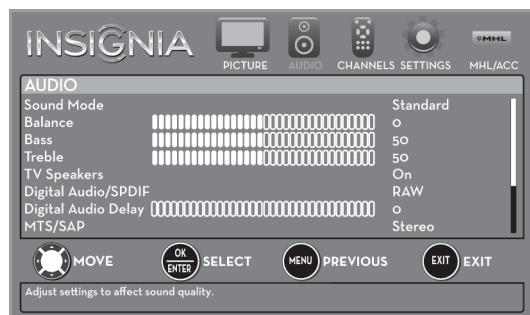 INSIGNIA
PICTURE AUDIO CHANNELS SETTINGS MHL MHL/ACC
AUDIO
Sound Mode Standard
Balance 0
Bass 50
Treble 50
TV Speakers On
Digital Audio/SPDIF RAW
Digital Audio Delay 0
MTS/SAP Stereo
MOVE OK ENTER SELECT MENU PREVIOUS EXIT EXIT
Adjust settings to affect sound quality.